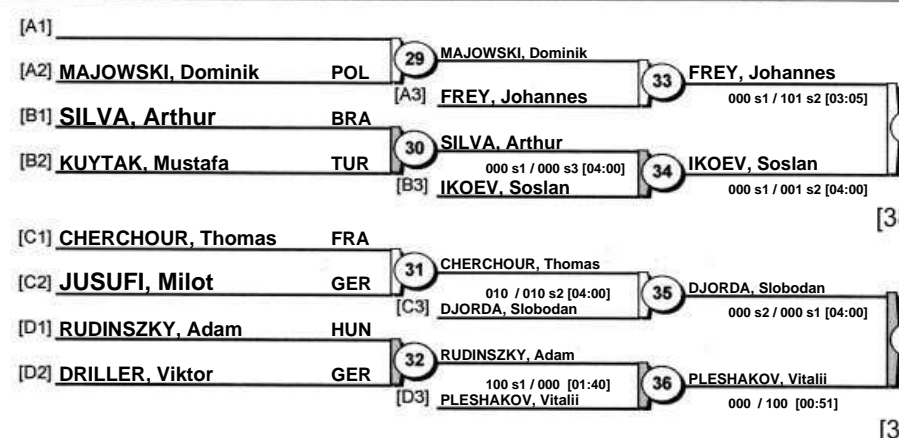 [A1]
29 MAJOWSKI, Dominik
[A2] MAJOWSKI, Dominik POL
33 FREY, Johannes
[A3] FREY, Johannes
000 s1 / 101 s2 [03:05]
[B1] SILVA, Arthur BRA
30 SILVA, Arthur
[B2] KUYTAK, Mustafa TUR
000 s1 / 000 s3 [04:00]
34 IKOEV, Soslan
[B3] IKOEV, Soslan
000 s1 / 001 s2 [04:00]
[C1] CHERCHOUR, Thomas FRA
31 CHERCHOUR, Thomas
[C2] JUSUFI, Milot GER
010 / 010 s2 [04:00]
35 DJORDA, Slobodan
[C3] DJORDA, Slobodan
000 s2 / 000 s1 [04:00]
[D1] RUDINSZKY, Adam HUN
32 RUDINSZKY, Adam
[D2] DRILLER, Viktor GER
100 s1 / 000 [01:40]
36 PLESHAKOV, Vitalii
[D3] PLESHAKOV, Vitalii
000 / 100 [00:51]